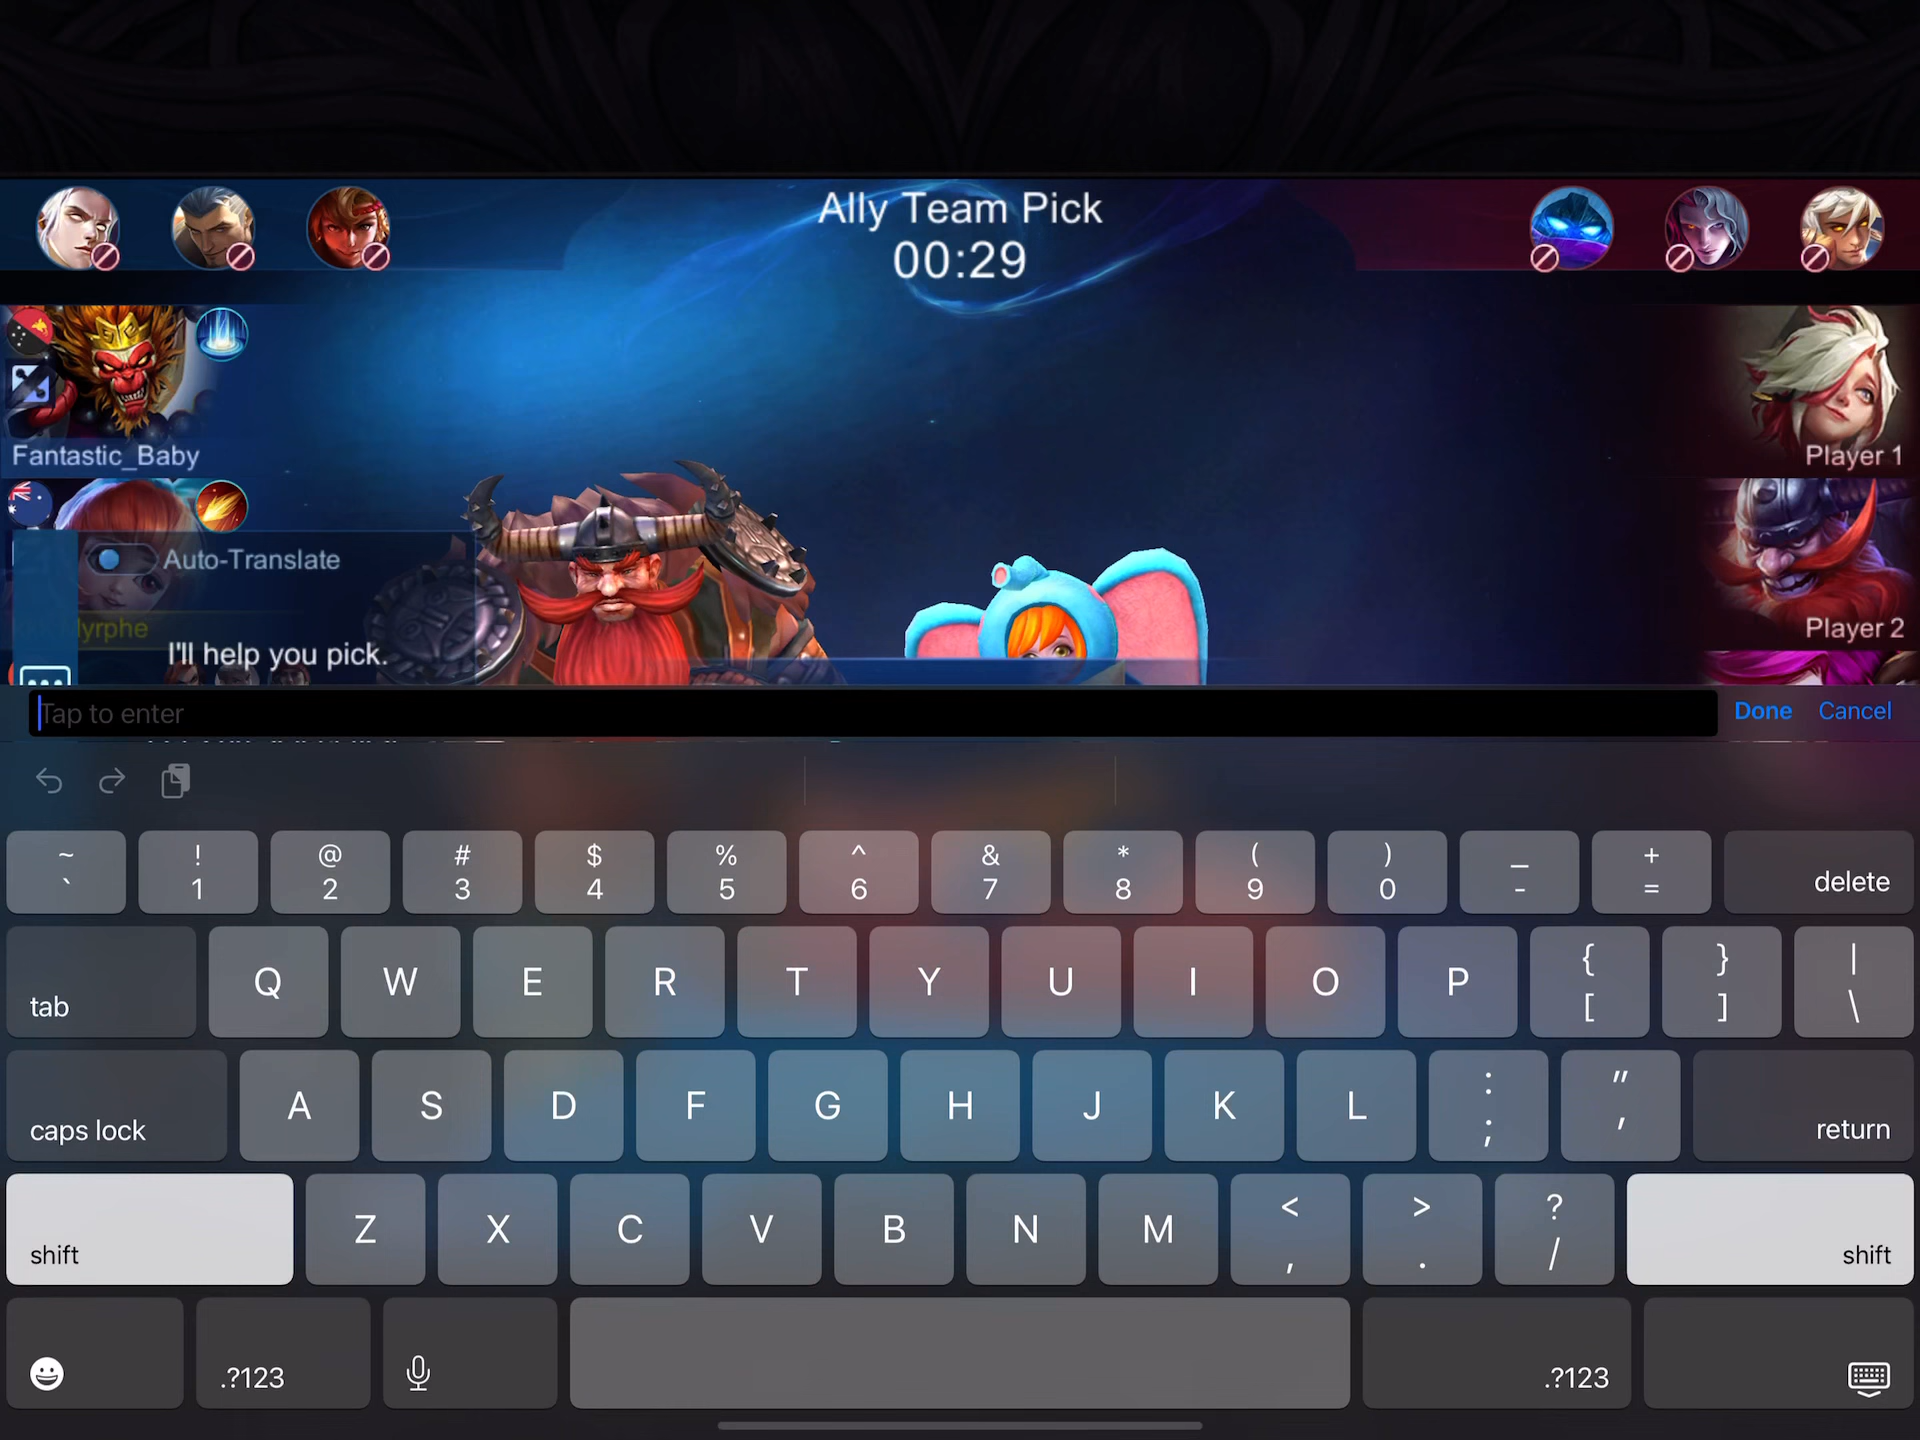 Ally Team Pick
00:29
Fantastic_Baby
Player 1
Auto-Translate
Player 2
I'll help you pick.
Tap to enter
Done
Cancel
~ ! @ # $ % ^ & * ( ) _ +
` 1 2 3 4 5 6 7 8 9 0 - = delete
tab Q W E R T Y U I O P { [ } ] | \
caps lock A S D F G H J K L : ; " ' return
shift Z X C V B N M < , > . ? / shift
.?123 .?123